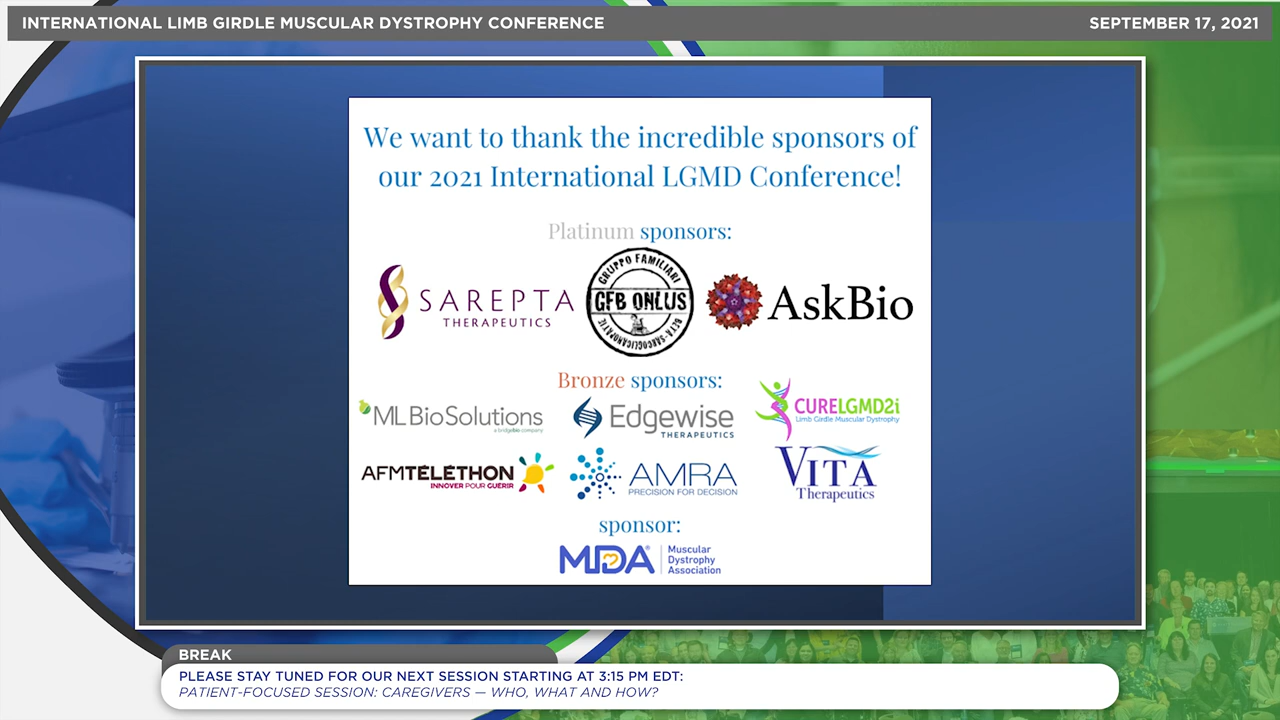 INTERNATIONAL LIMB GIRDLE MUSCULAR DYSTROPHY CONFERENCE
SEPTEMBER 17, 2021
We want to thank the incredible sponsors of
our 2021 International LGMD Conference!
Platinum sponsors:
SAREPTA
THERAPEUTICS
GRUPPO FAMILIARI
GFB ONLUS
BETA-SARCOGLICANOPATIE
AskBio
Bronze sponsors:
ML BioSolutions
a bridgebio company
Edgewise
THERAPEUTICS
CURELGMD2i
Limb Girdle Muscular Dystrophy
AFMTÉLÉTHON
INNOVER POUR GUÉRIR
AMRA
PRECISION FOR DECISION
VITA
Therapeutics
sponsor:
MDA®
Muscular
Dystrophy
Association
BREAK
PLEASE STAY TUNED FOR OUR NEXT SESSION STARTING AT 3:15 PM EDT:
PATIENT-FOCUSED SESSION: CAREGIVERS — WHO, WHAT AND HOW?